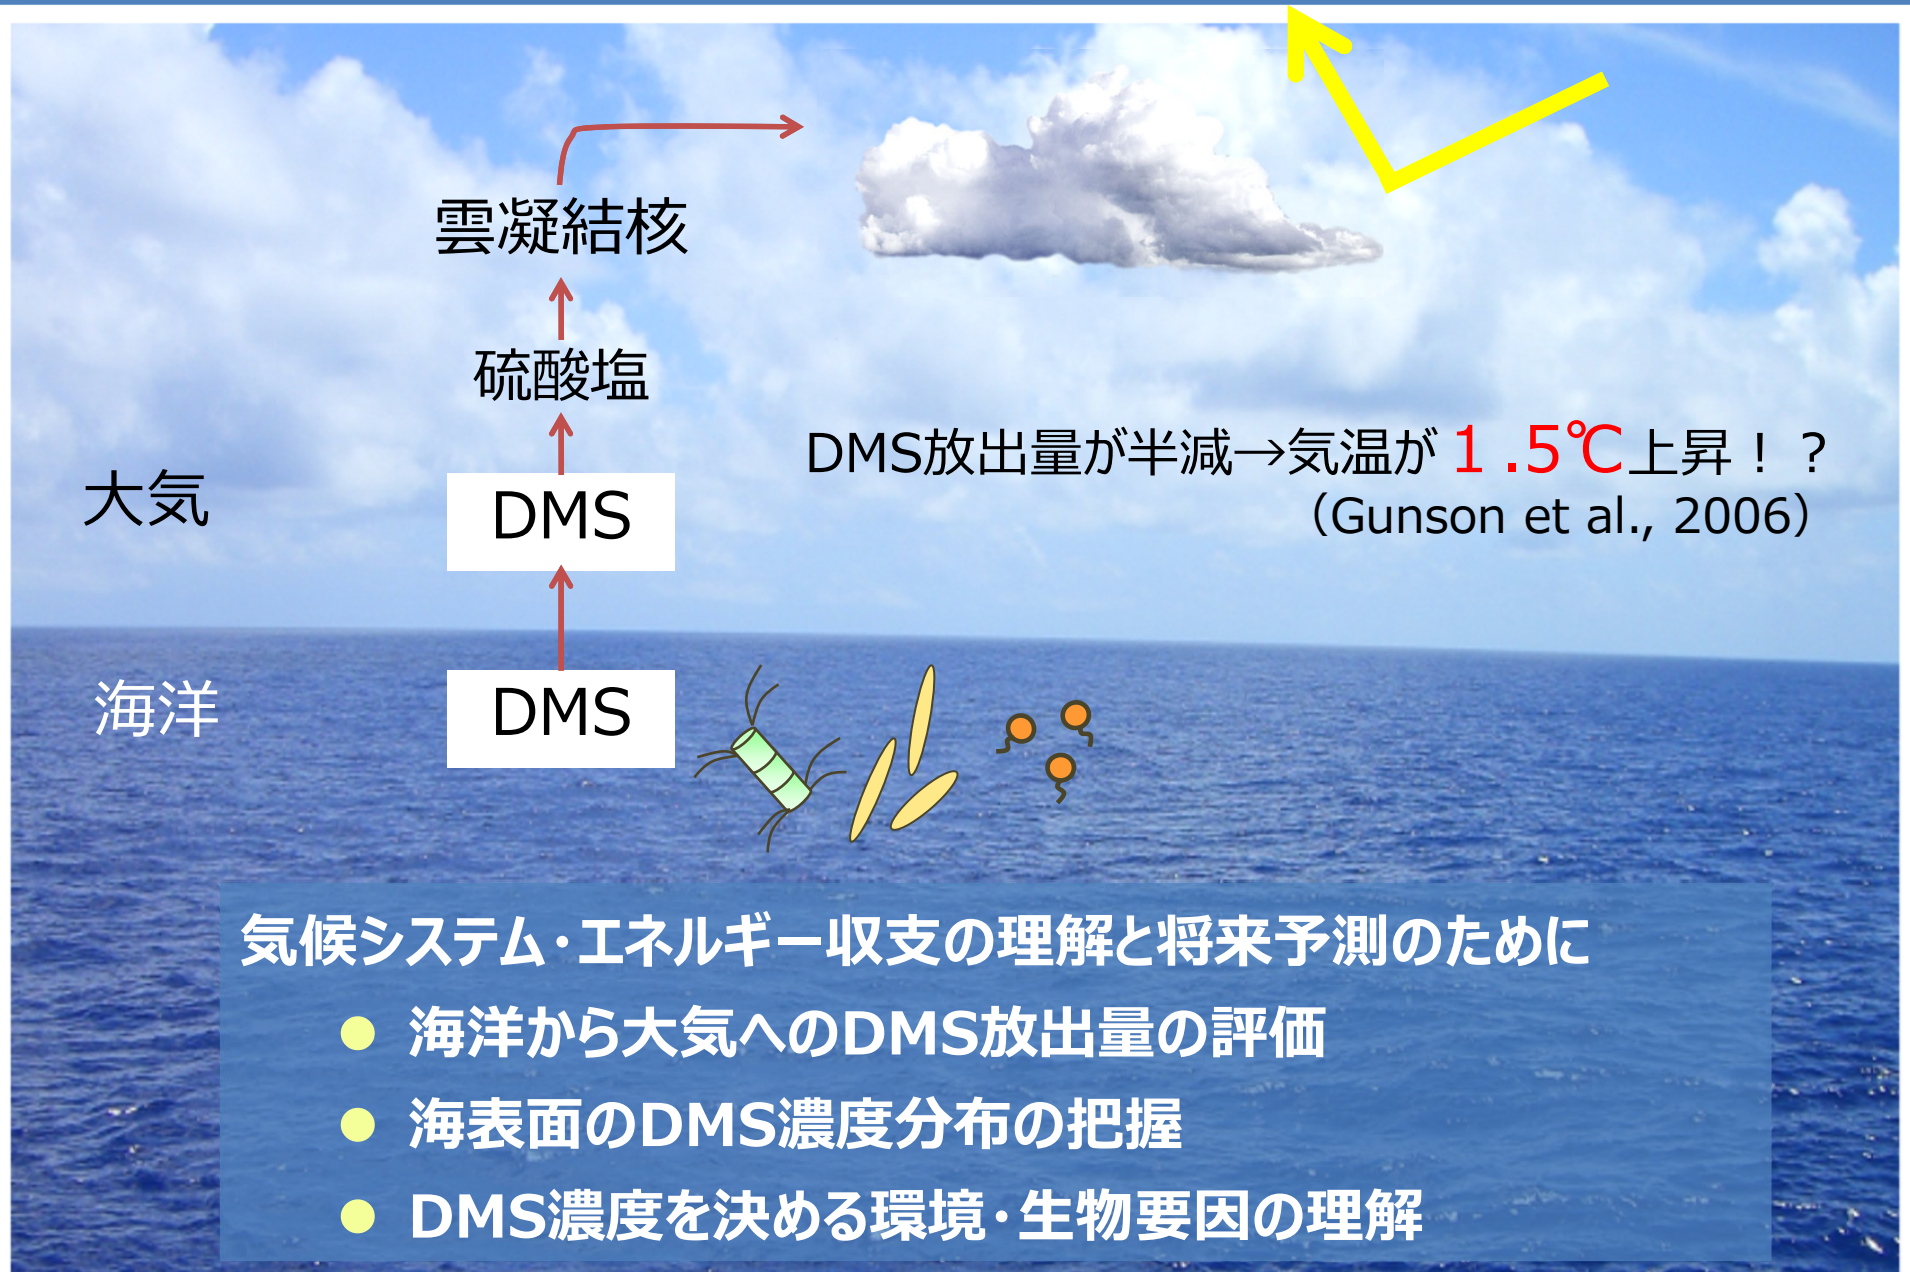 雲凝結核
硫酸塩
DMS放出量が半減→気温が１.5℃上昇！？
（Gunson et al., 2006）
大気
DMS
海洋
DMS
気候システム・エネルギー収支の理解と将来予測のために
● 海洋から大気へのDMS放出量の評価
● 海表面のDMS濃度分布の把握
● DMS濃度を決める環境・生物要因の理解